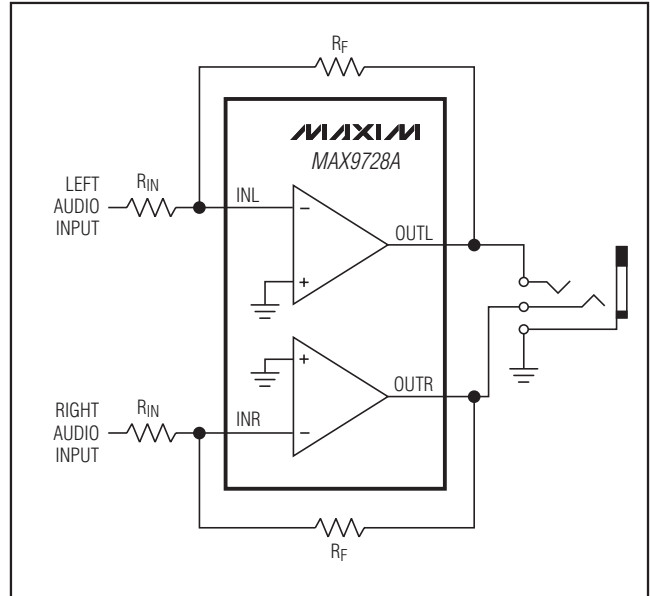 RF
MAXIM
MAX9728A
LEFT
AUDIO
INPUT
RIN
INL
−
+
OUTL
+
−
OUTR
RIGHT
AUDIO
INPUT
RIN
INR
RF